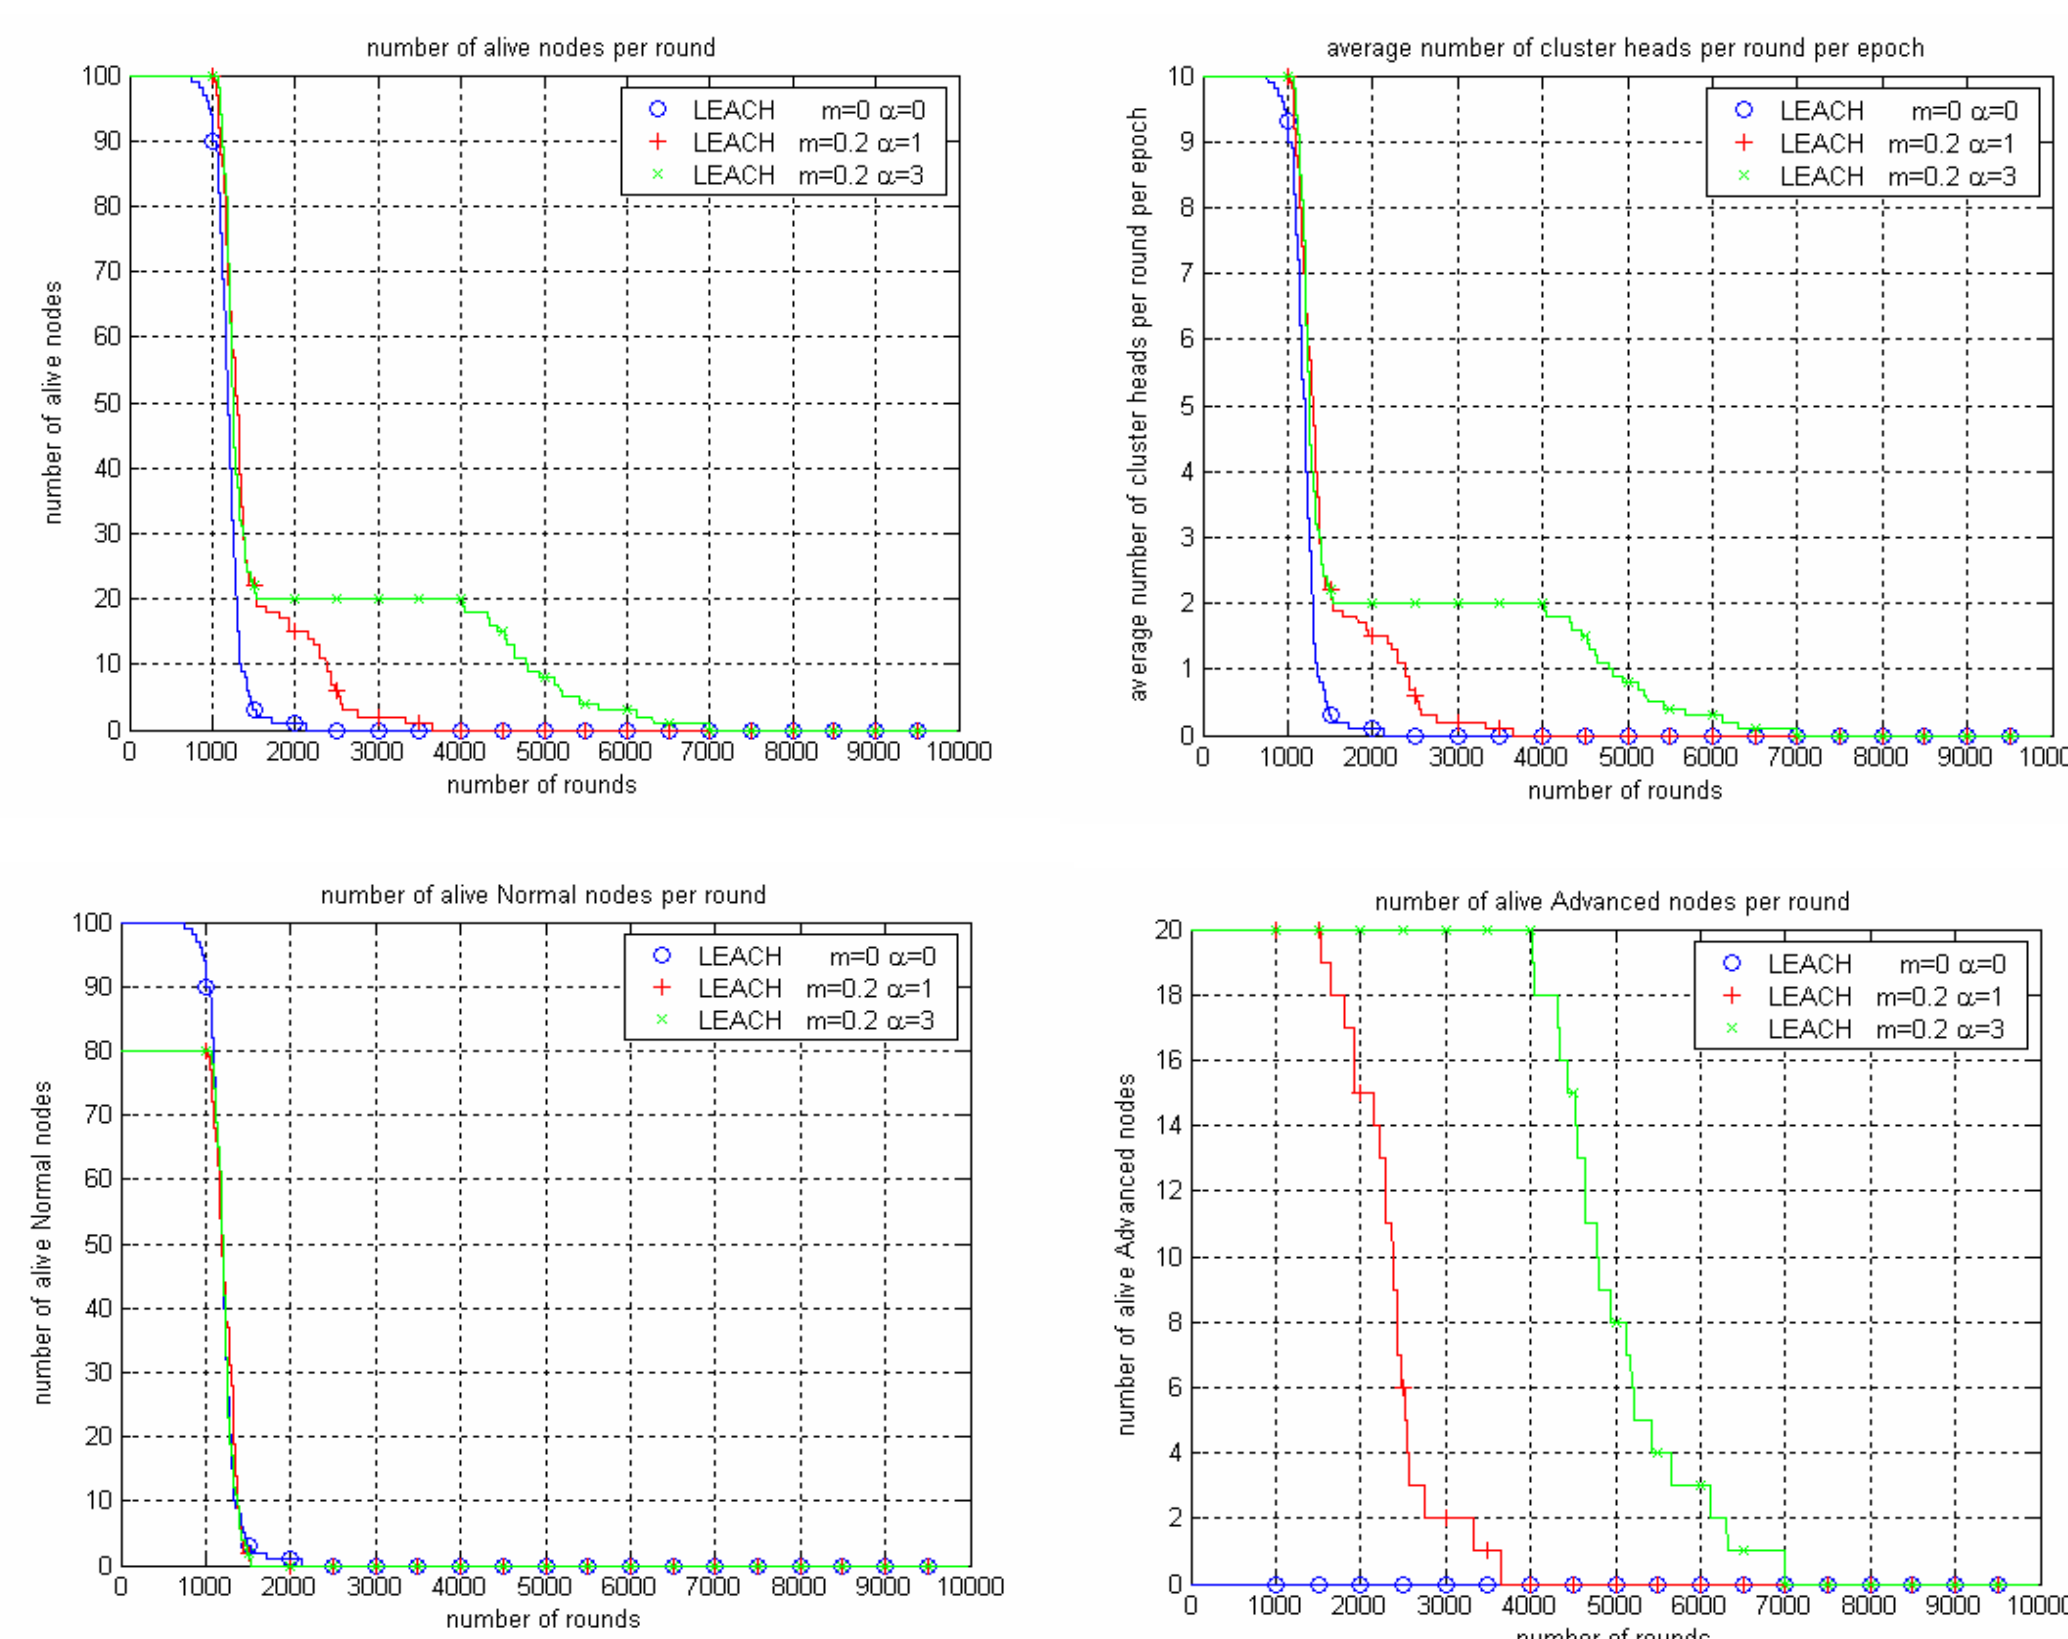 number of alive nodes per round
number of alive nodes
100
90
80
70
60
50
40
30
20
10
0
LEACH m=0 α=0
LEACH m=0.2 α=1
LEACH m=0.2 α=3
0 1000 2000 3000 4000 5000 6000 7000 8000 9000 10000
number of rounds
average number of cluster heads per round per epoch
average number of cluster heads per round per epoch
10
9
8
7
6
5
4
3
2
1
0
LEACH m=0 α=0
LEACH m=0.2 α=1
LEACH m=0.2 α=3
0 1000 2000 3000 4000 5000 6000 7000 8000 9000 1000
number of rounds
number of alive Normal nodes per round
number of alive Normal nodes
100
90
80
70
60
50
40
30
20
10
0
LEACH m=0 α=0
LEACH m=0.2 α=1
LEACH m=0.2 α=3
0 1000 2000 3000 4000 5000 6000 7000 8000 9000 10000
number of rounds
number of alive Advanced nodes per round
number of alive Advanced nodes
20
18
16
14
12
10
8
6
4
2
0
LEACH m=0 α=0
LEACH m=0.2 α=1
LEACH m=0.2 α=3
0 1000 2000 3000 4000 5000 6000 7000 8000 9000 1000
number of rounds